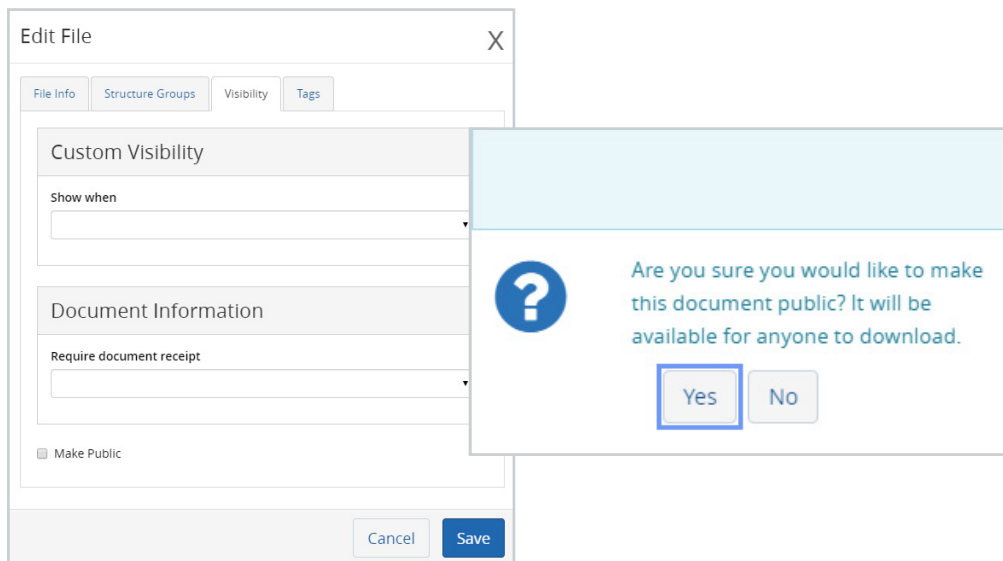 Edit File
X
File Info Structure Groups Visibility Tags
Custom Visibility
Show when
Document Information
Require document receipt
Make Public
Cancel Save
Are you sure you would like to make
this document public? It will be
available for anyone to download.
Yes No